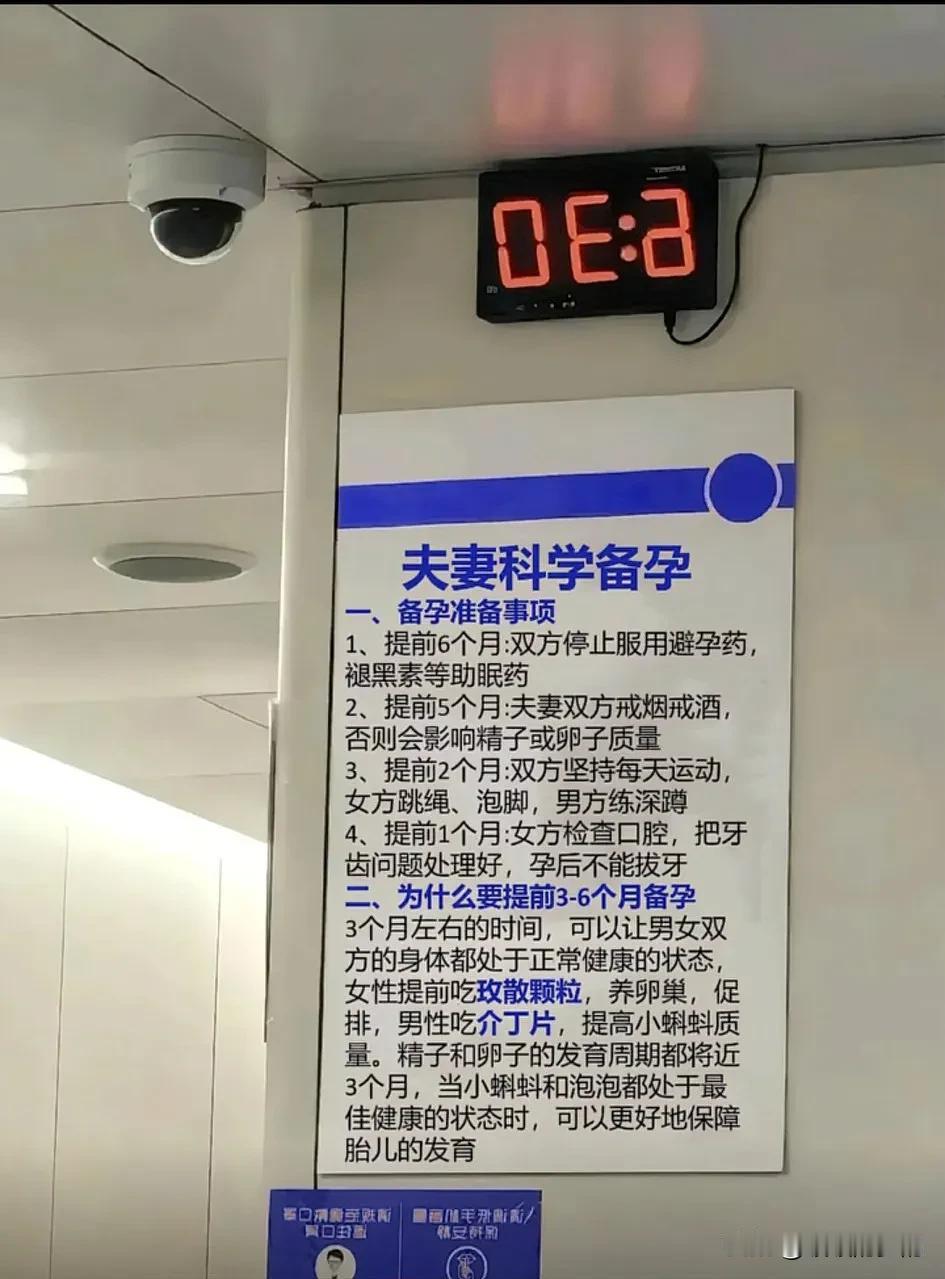 夫妻科学备孕
一、备孕准备事项
1、提前6个月:双方停止服用避孕药，
褪黑素等助眠药
2、提前5个月:夫妻双方戒烟戒酒，
否则会影响精子或卵子质量
3、提前2个月:双方坚持每天运动，
女方跳绳、泡脚，男方练深蹲
4、提前1个月:女方检查口腔，把牙
齿问题处理好，孕后不能拔牙
二、为什么要提前3-6个月备孕
3个月左右的时间，可以让男女双
方的身体都处于正常健康的状态，
女性提前吃玫散颗粒，养卵巢，促
排，男性吃介丁片，提高小蝌蚪质
量。精子和卵子的发育周期都将近
3个月，当小蝌蚪和泡泡都处于最
佳健康的状态时，可以更好地保障
胎儿的发育
请调低手机音量
保持安静